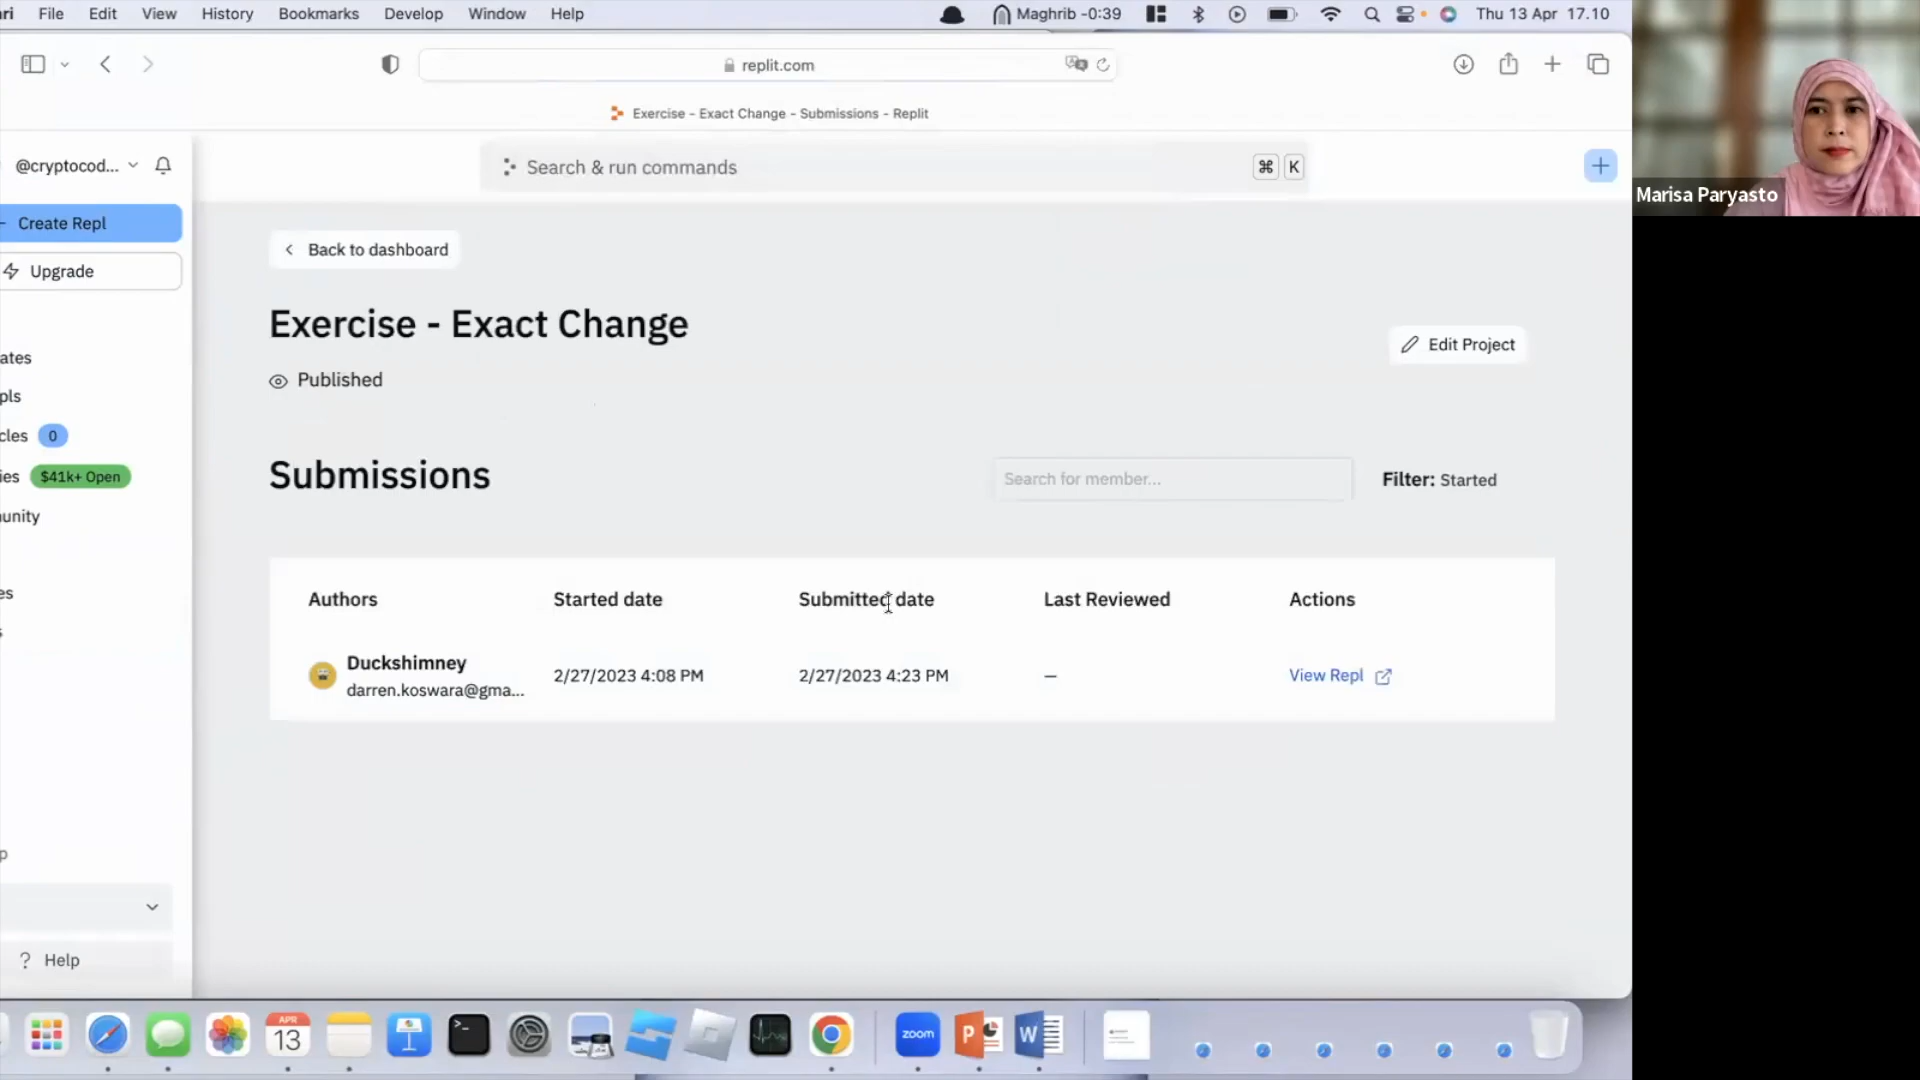 ri File Edit View History Bookmarks Develop Window Help Maghrib -0:39 Thu 13 Apr 17.10
replit.com
Exercise - Exact Change - Submissions - Replit
@cryptocod...
Search & run commands ⌘ K
+
Marisa Paryasto
Create Repl
Upgrade
ates
pls
cles 0
ies $41k+ Open
unity
es
s
p
? Help
Back to dashboard
Exercise - Exact Change
Published
Edit Project
Submissions
Search for member...
Filter: Started
Authors Started date Submitted date Last Reviewed Actions
Duckshimney
darren.koswara@gma...
2/27/2023 4:08 PM 2/27/2023 4:23 PM — View Repl
APR
13
zoom
P
W